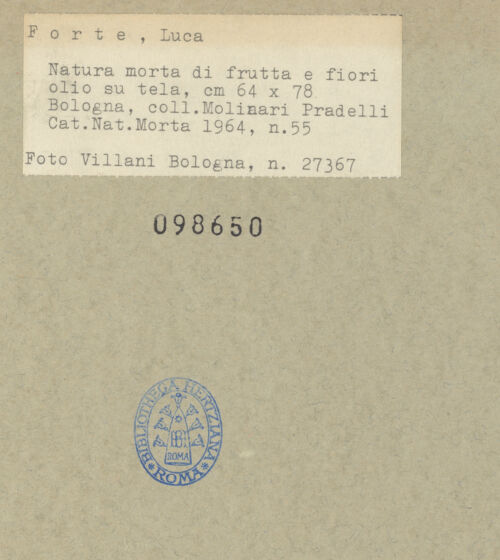 F o r t e , Luca
Natura morta di frutta e fiori
olio su tela, cm 64 x 78
Bologna, coll.Molinari Pradelli
Cat.Nat.Morta 1964, n.55
Foto Villani Bologna, n. 27367
098650
BIBLIOTHECA HERTZIANA
ROMA
ROMA